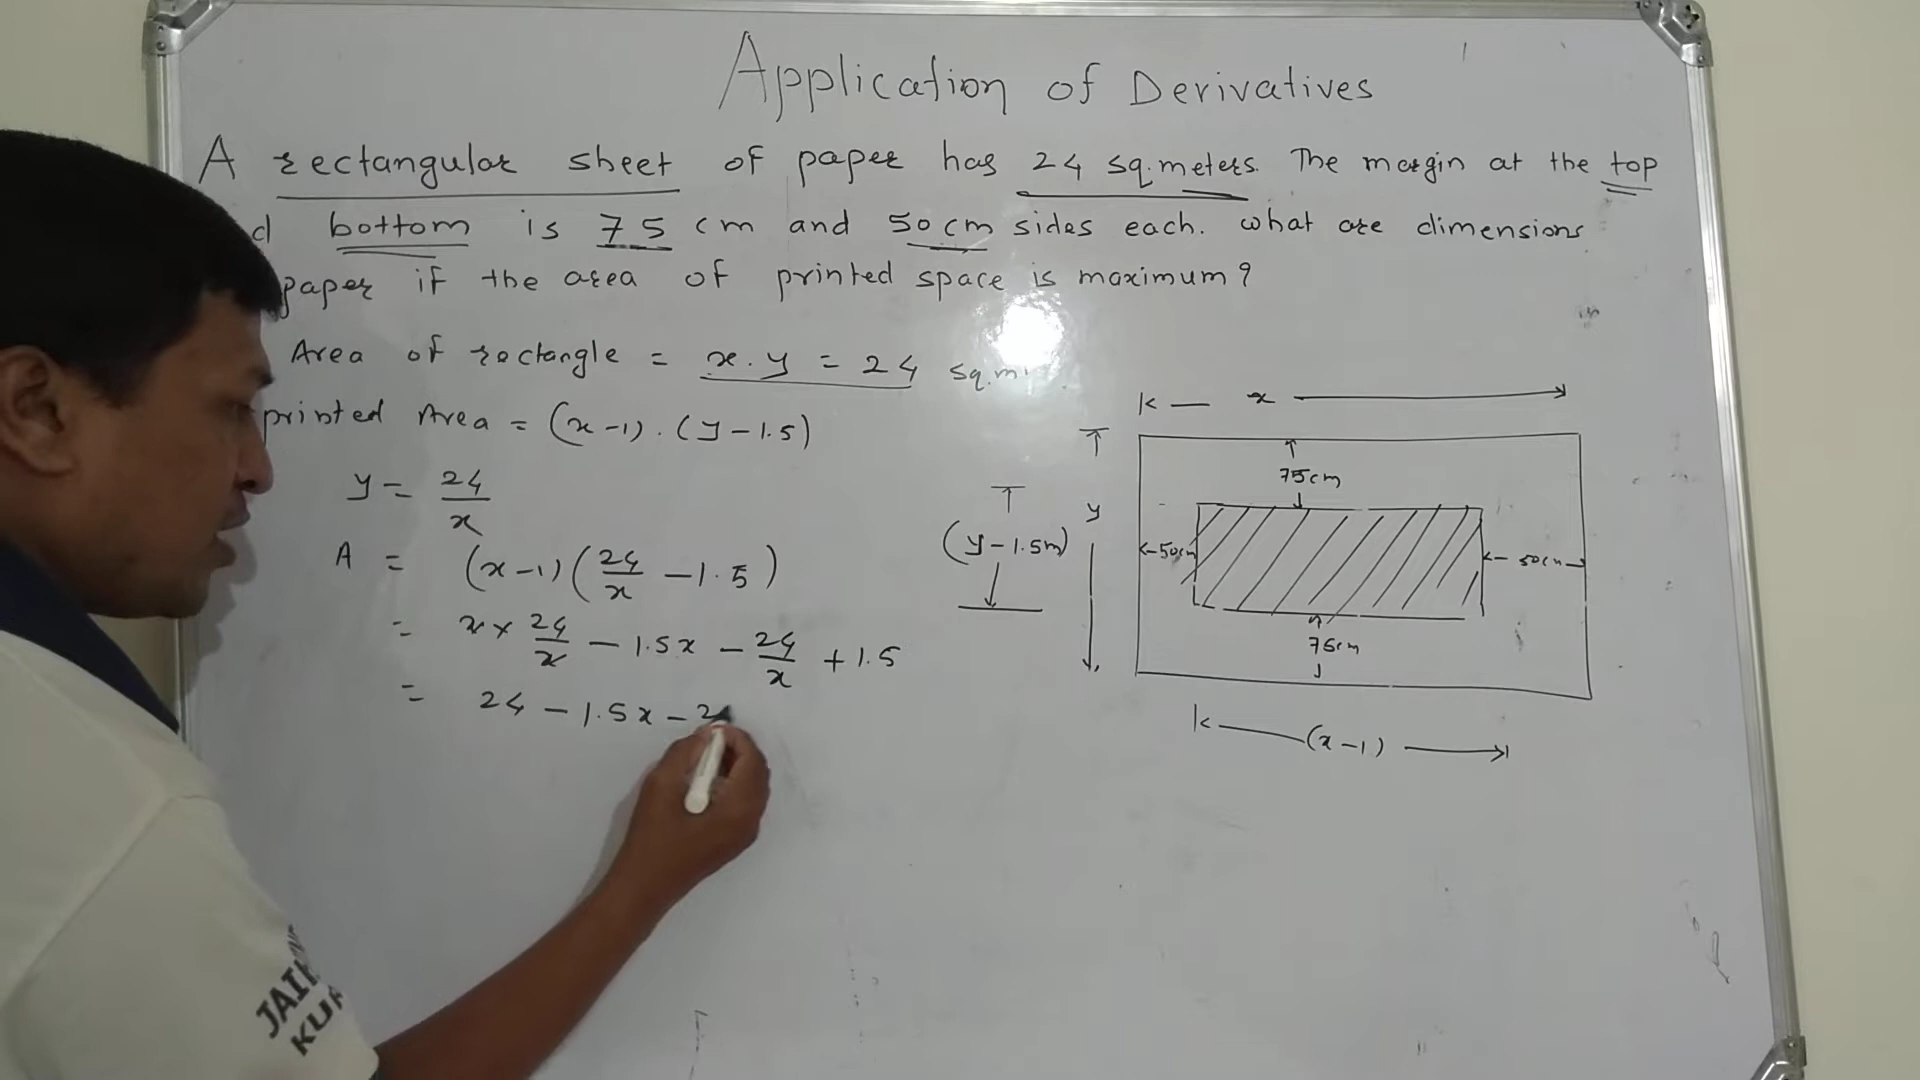 Application of Derivatives
A rectangular sheet of paper has 24 sq.meters. The margin at the top
d bottom is 75 cm and 50cm sides each. what are dimensions
paper if the area of printed space is maximum?
Area of rectangle = x.y = 24 sq.m.
printed Area = (x-1).(y-1.5)
y = 24/x
A = (x-1)(24/x - 1.5)
= x × 24/x - 1.5x - 24/x + 1.5
= 24 - 1.5x - 24
x
75cm
y
(y-1.5m)
50cm
50cm
75cm
(x-1)
JAI
KU